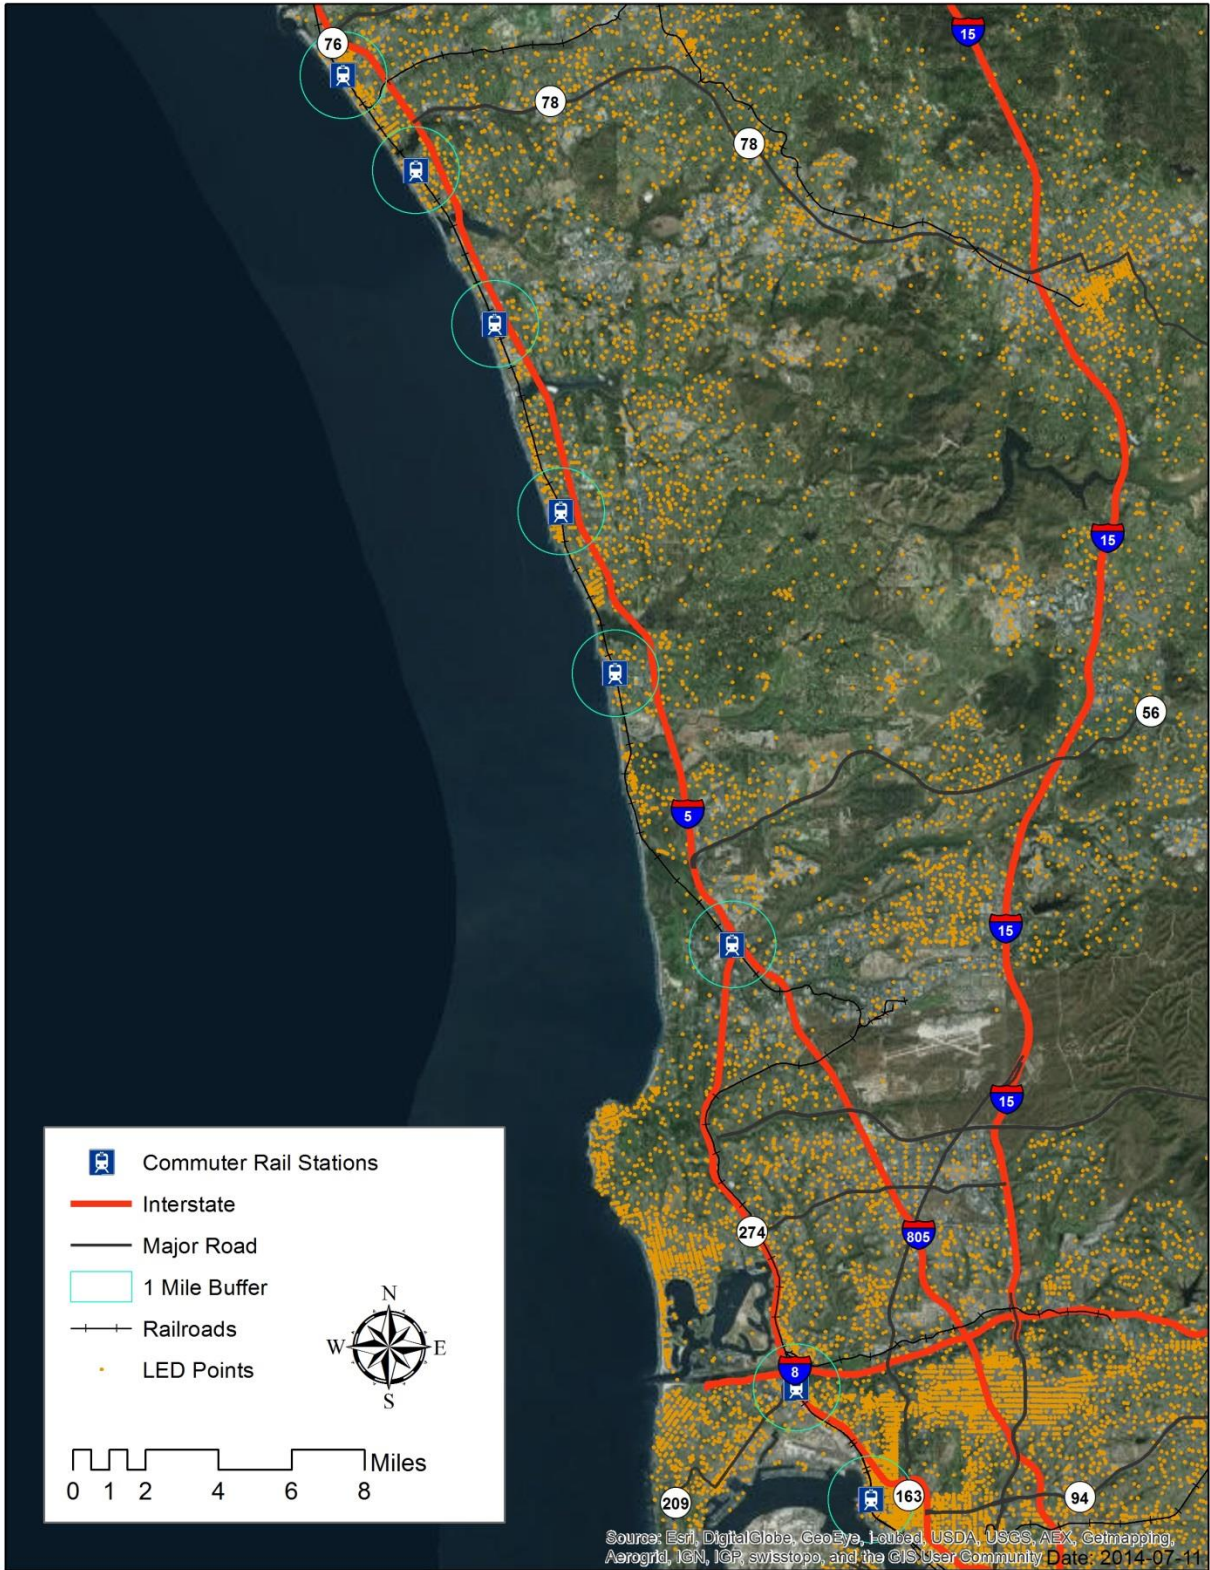 76
15
78
78
15
56
5
15
15
274
805
8
163
94
209
Commuter Rail Stations
Interstate
Major Road
1 Mile Buffer
Railroads
LED Points
N
W E
S
Miles
0 1 2 4 6 8
Source: Esri, DigitalGlobe, GeoEye, i-cubed, USDA, USGS, AEX, Getmapping,
Aerogrid, IGN, IGP, swisstopo, and the GIS User Community Date: 2014-07-11